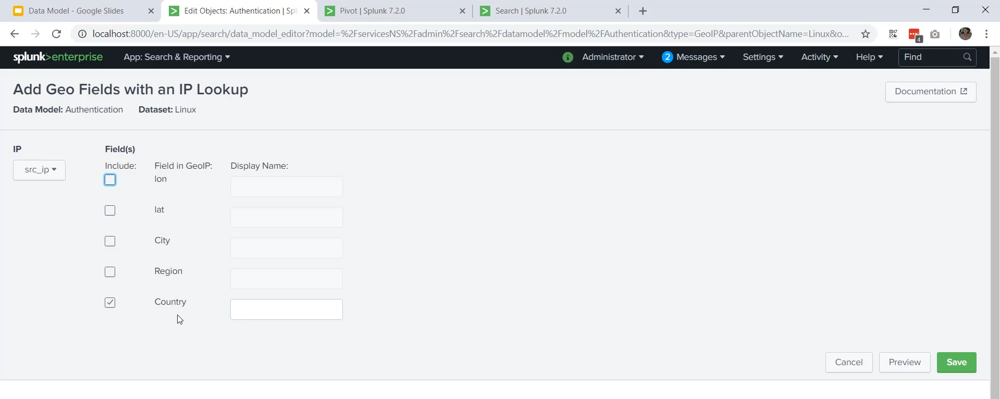 Data Model - Google Slides
Edit Objects: Authentication | Spl
Pivot | Splunk 7.2.0
Search | Splunk 7.2.0
localhost:8000/en-US/app/search/data_model_editor?model=%2FservicesNS%2Fadmin%2Fsearch%2Fdatamodel%2Fmodel%2FAuthentication&type=GeoIP&parentObjectName=Linux&o...
4
splunk>enterprise
App: Search & Reporting
i
Administrator
2 Messages
Settings
Activity
Help
Find
Add Geo Fields with an IP Lookup
Documentation
Data Model: Authentication Dataset: Linux
IP
Field(s)
src_ip
Include: Field in GeoIP: Display Name:
lon
lat
City
Region
Country
Cancel
Preview
Save